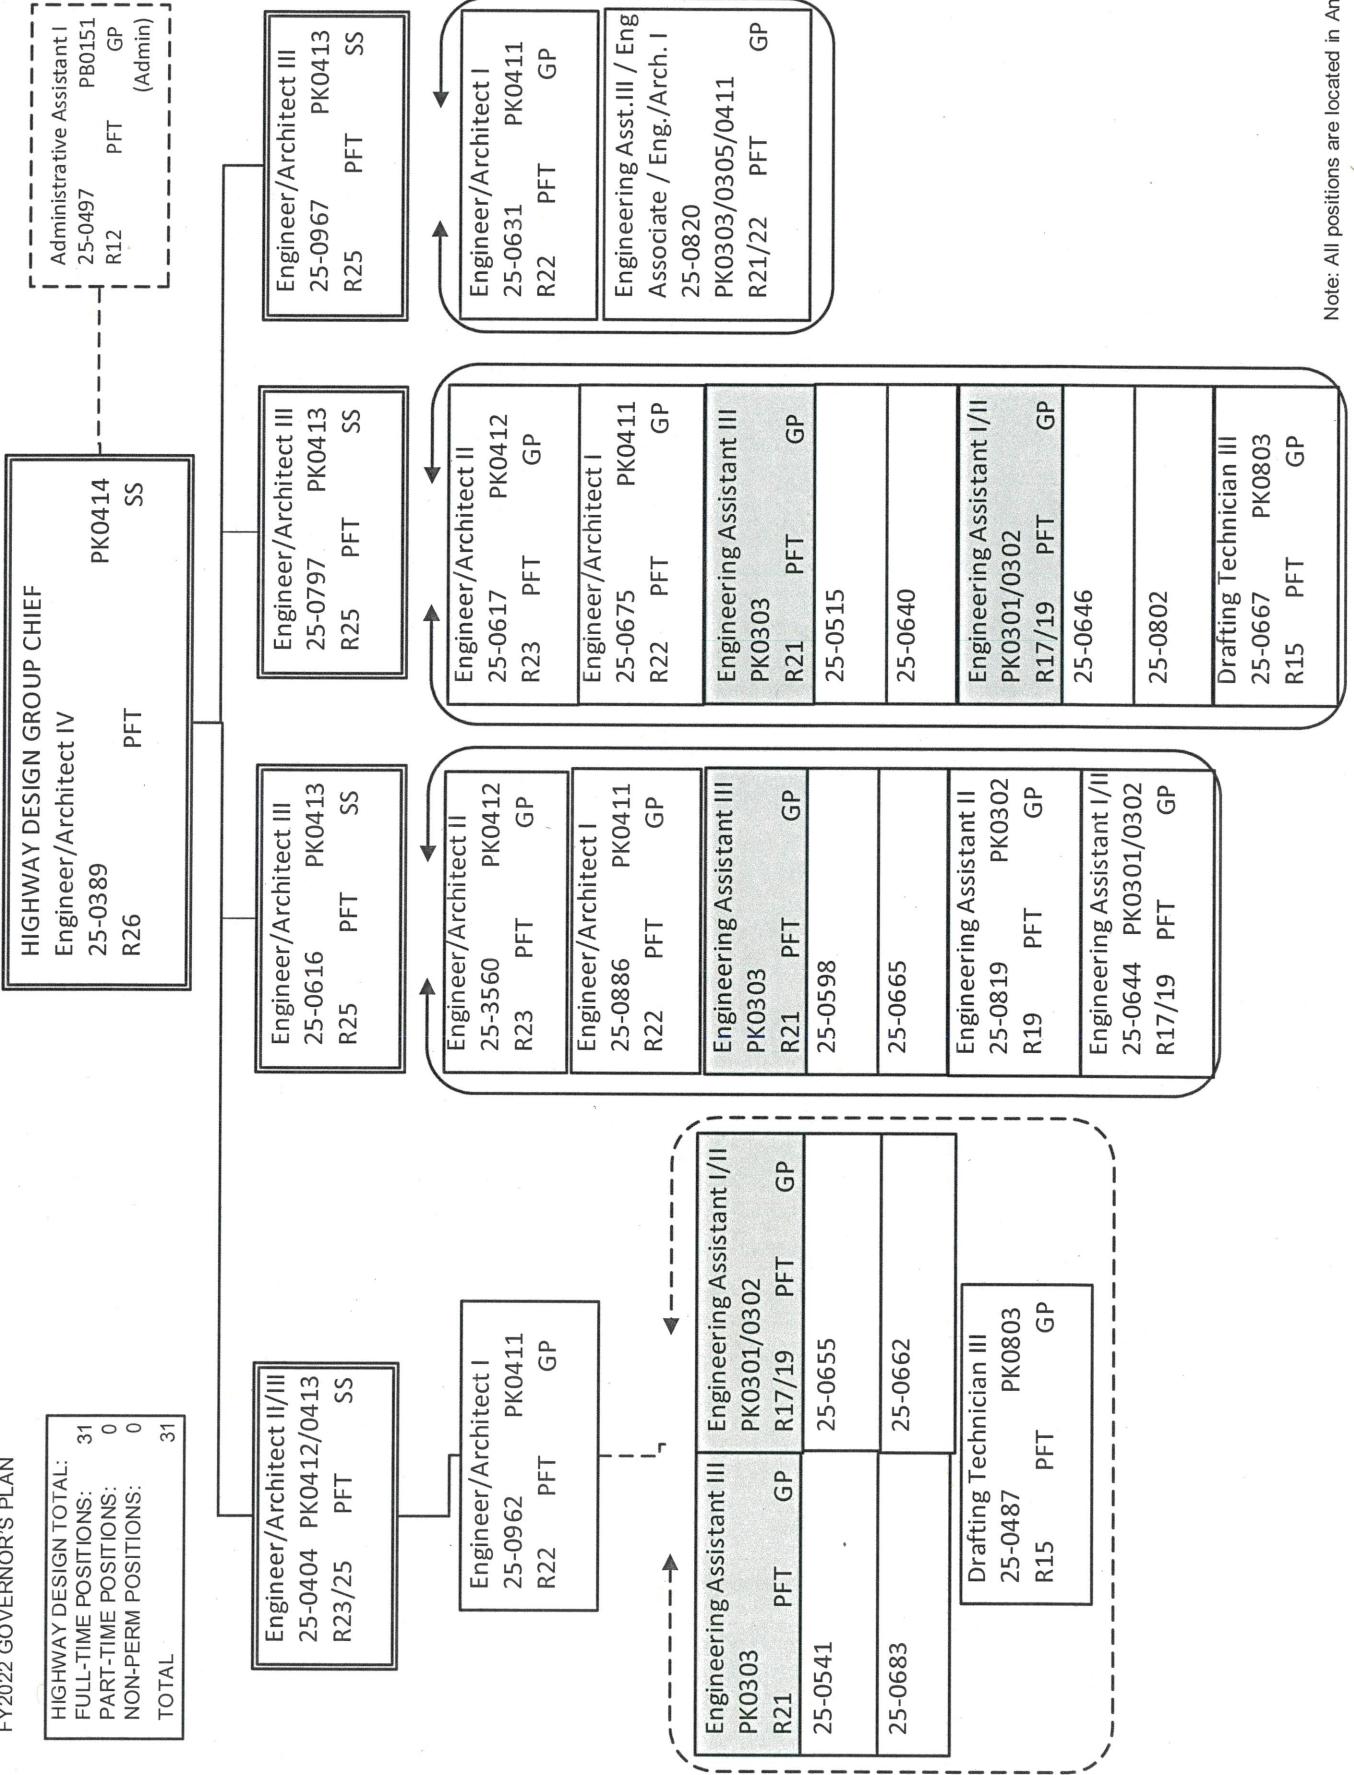 FY2022 GOVERNOR'S PLAN
HIGHWAY DESIGN TOTAL:
FULL-TIME POSITIONS: 31
PART-TIME POSITIONS: 0
NON-PERM POSITIONS: 0
TOTAL 31
HIGHWAY DESIGN GROUP CHIEF
Engineer/Architect IV
25-0389 PK0414
R26 PFT SS
Administrative Assistant I
25-0497 PB0151
R12 PFT GP
(Admin)
Engineer/Architect II/III
25-0404 PK0412/0413
R23/25 PFT SS
Engineer/Architect I
25-0962 PK0411
R22 PFT GP
Engineering Assistant III
PK0303
R21 PFT GP
25-0541
25-0683
Engineering Assistant I/II
PK0301/0302
R17/19 PFT GP
25-0655
25-0662
Drafting Technician III
25-0487 PK0803
R15 PFT GP
Engineer/Architect III
25-0616 PK0413
R25 PFT SS
Engineer/Architect II
25-3560 PK0412
R23 PFT GP
Engineer/Architect I
25-0886 PK0411
R22 PFT GP
Engineering Assistant III
PK0303
R21 PFT GP
25-0598
25-0665
Engineering Assistant II
25-0819 PK0302
R19 PFT GP
Engineering Assistant I/II
25-0644 PK0301/0302
R17/19 PFT GP
Engineer/Architect III
25-0797 PK0413
R25 PFT SS
Engineer/Architect II
25-0617 PK0412
R23 PFT GP
Engineer/Architect I
25-0675 PK0411
R22 PFT GP
Engineering Assistant III
PK0303
R21 PFT GP
25-0515
25-0640
Engineering Assistant I/II
PK0301/0302
R17/19 PFT GP
25-0646
25-0802
Drafting Technician III
25-0667 PK0803
R15 PFT GP
Engineer/Architect III
25-0967 PK0413
R25 PFT SS
Engineer/Architect I
25-0631 PK0411
R22 PFT GP
Engineering Asst.III / Eng
Associate / Eng./Arch. I
25-0820
PK0303/0305/0411
R21/22 PFT GP
Note: All positions are located in An